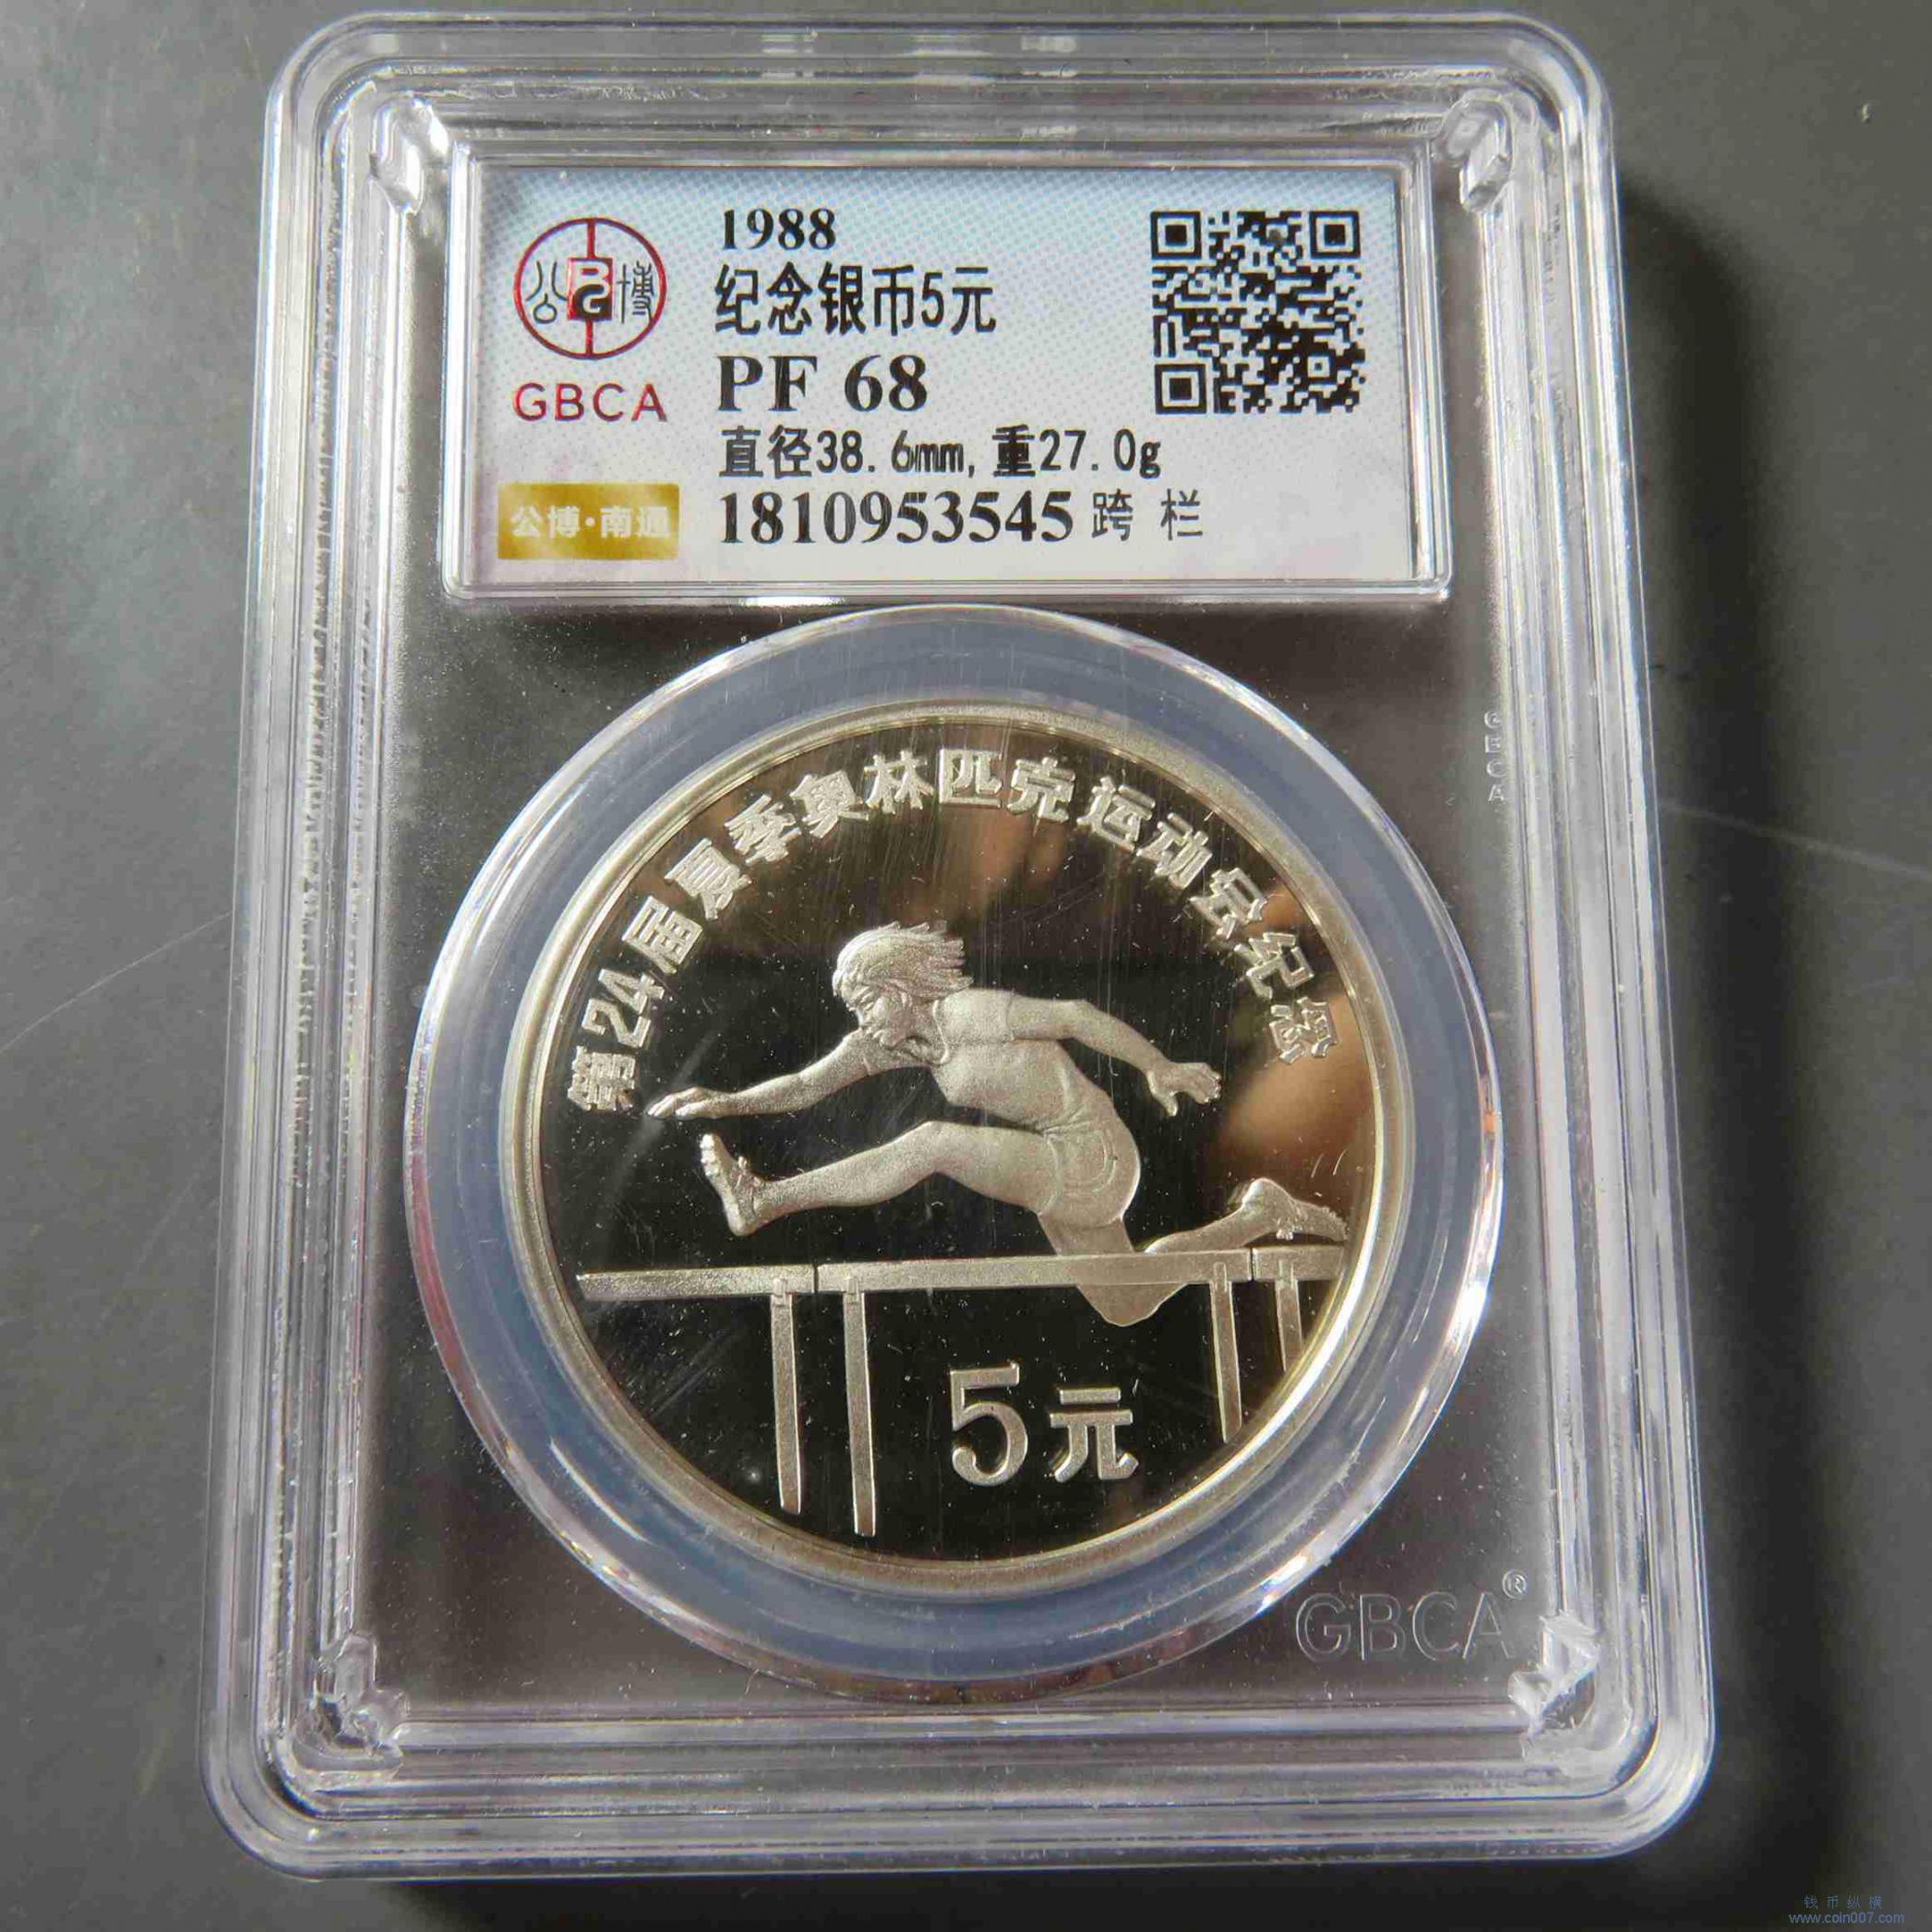 1988
纪念银币5元
PF 68
直径38.6mm,重27.0g
1810953545 跨 栏
公 博
GBCA
公博·南通
第24届夏季奥林匹克运动会纪念
5元
GBCA
GBCA®
钱币纵横
www.coin007.com